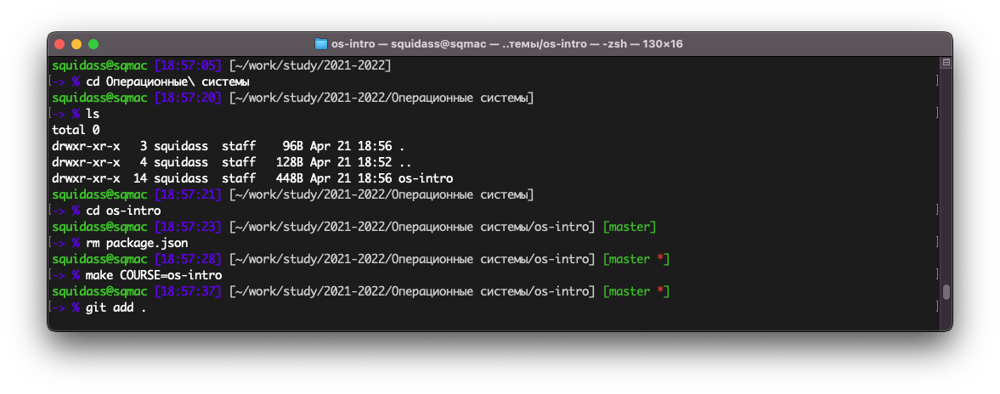 os-intro — squidass@sqmac — ..темы/os-intro — -zsh — 130×16
squidass@sqmac [18:57:05] [~/work/study/2021-2022]
[-> % cd Операционные\ системы ]
squidass@sqmac [18:57:20] [~/work/study/2021-2022/Операционные системы]
[-> % ls ]
total 0
drwxr-xr-x   3 squidass  staff    96B Apr 21 18:56 .
drwxr-xr-x   4 squidass  staff   128B Apr 21 18:52 ..
drwxr-xr-x  14 squidass  staff   448B Apr 21 18:56 os-intro
squidass@sqmac [18:57:21] [~/work/study/2021-2022/Операционные системы]
[-> % cd os-intro ]
squidass@sqmac [18:57:23] [~/work/study/2021-2022/Операционные системы/os-intro] [master]
[-> % rm package.json ]
squidass@sqmac [18:57:28] [~/work/study/2021-2022/Операционные системы/os-intro] [master *]
[-> % make COURSE=os-intro ]
squidass@sqmac [18:57:37] [~/work/study/2021-2022/Операционные системы/os-intro] [master *]
[-> % git add . ]